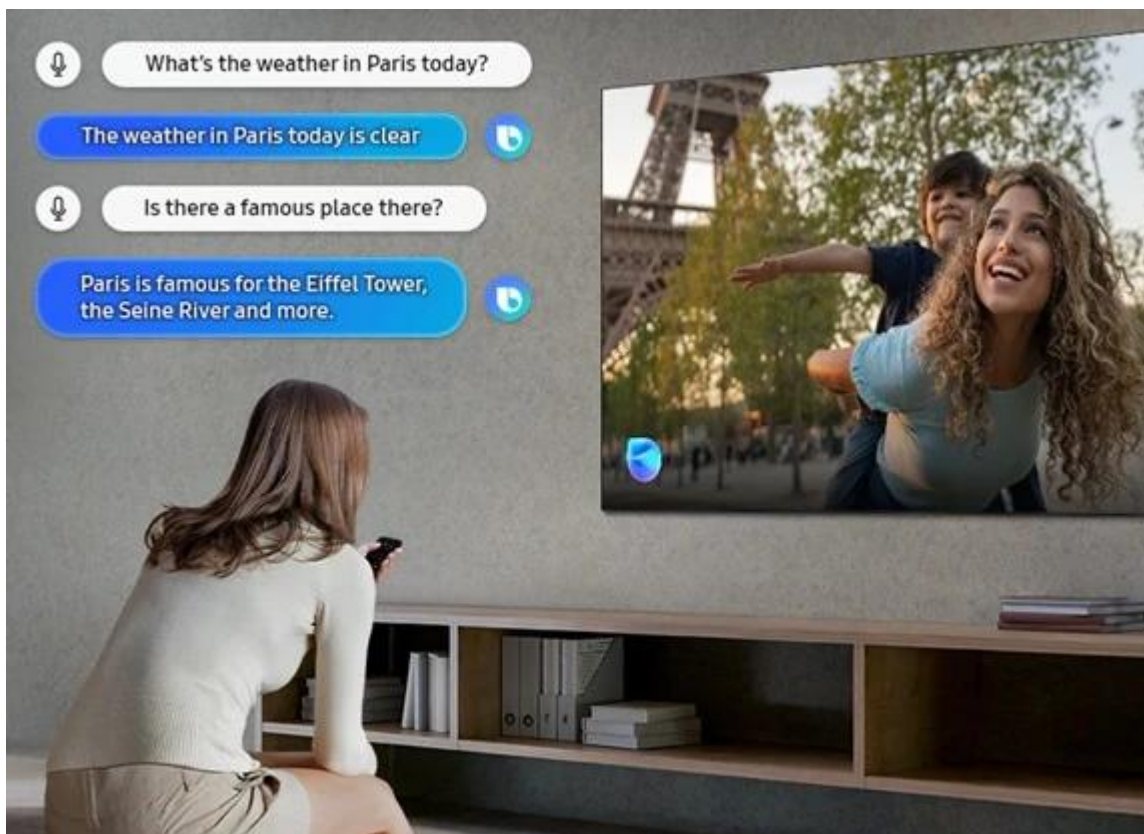 What's the weather in Paris today?
The weather in Paris today is clear
Is there a famous place there?
Paris is famous for the Eiffel Tower,
the Seine River and more.